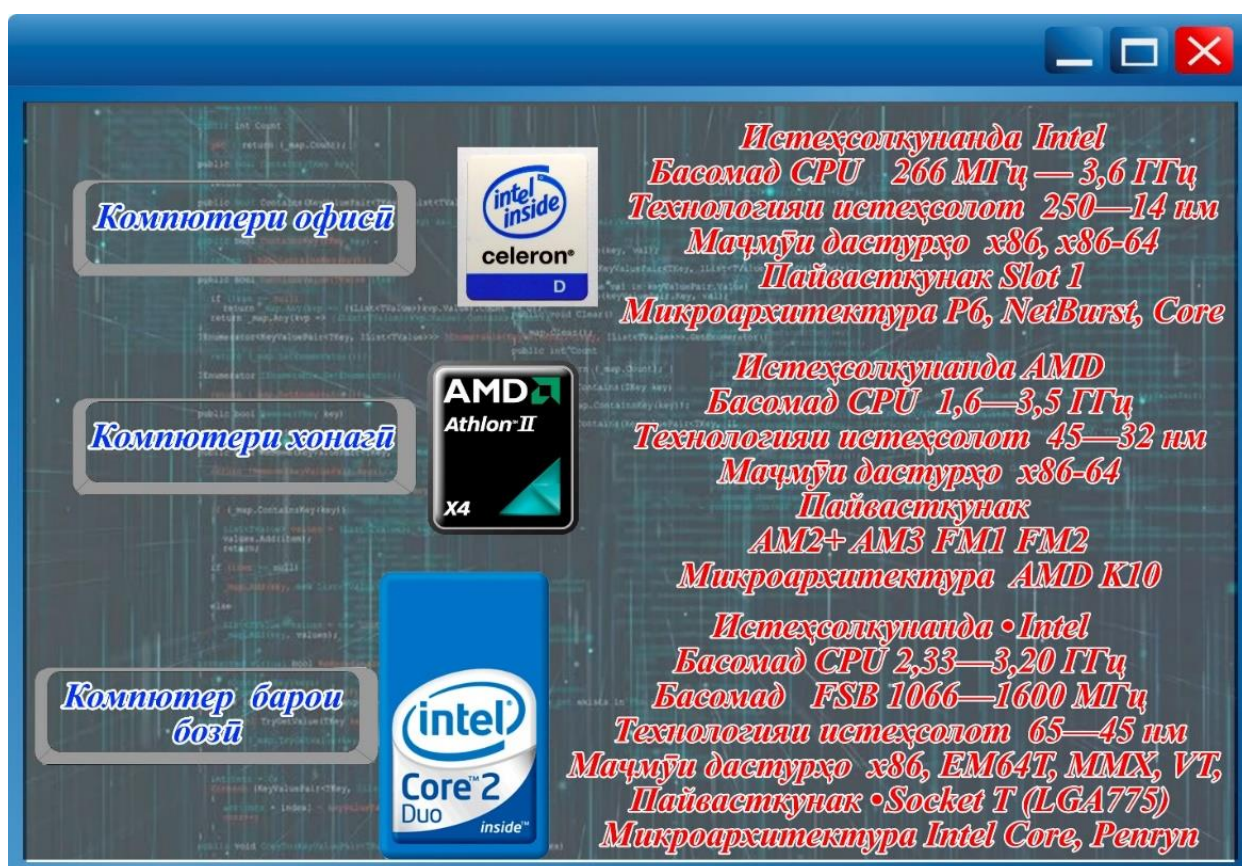 Компютери офисӣ
intel
inside
celeron®
D
Истеҳсолкунанда Intel
Басомад CPU 266 МГц — 3,6 ГГц
Технологияи истеҳсолот 250—14 нм
Маҷмӯи дастурҳо x86, x86-64
Пайвасткунак Slot 1
Микроархитектура P6, NetBurst, Core
Компютери хонагӣ
AMD
Athlon™ II
X4
Истеҳсолкунанда AMD
Басомад CPU 1,6—3,5 ГГц
Технологияи истеҳсолот 45—32 нм
Маҷмӯи дастурҳо x86-64
Пайвасткунак
AM2+ AM3 FM1 FM2
Микроархитектура AMD K10
Компютер барои
бозӣ
intel
Core™ 2
Duo
inside™
Истеҳсолкунанда • Intel
Басомад CPU 2,33—3,20 ГГц
Басомад FSB 1066—1600 МГц
Технологияи истеҳсолот 65—45 нм
Маҷмӯи дастурҳо x86, EM64T, MMX, VT,
Пайвасткунак • Socket T (LGA775)
Микроархитектура Intel Core, Penryn